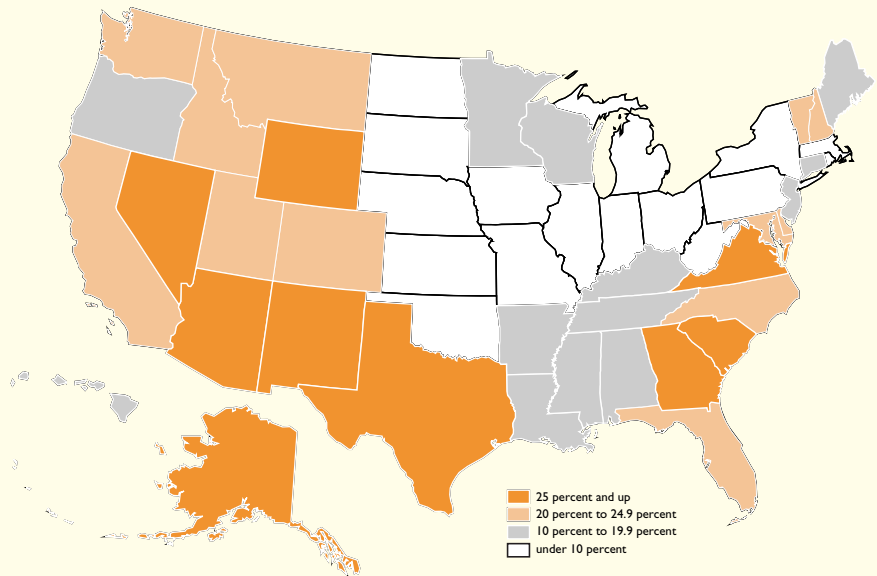 25 percent and up
20 percent to 24.9 percent
10 percent to 19.9 percent
under 10 percent